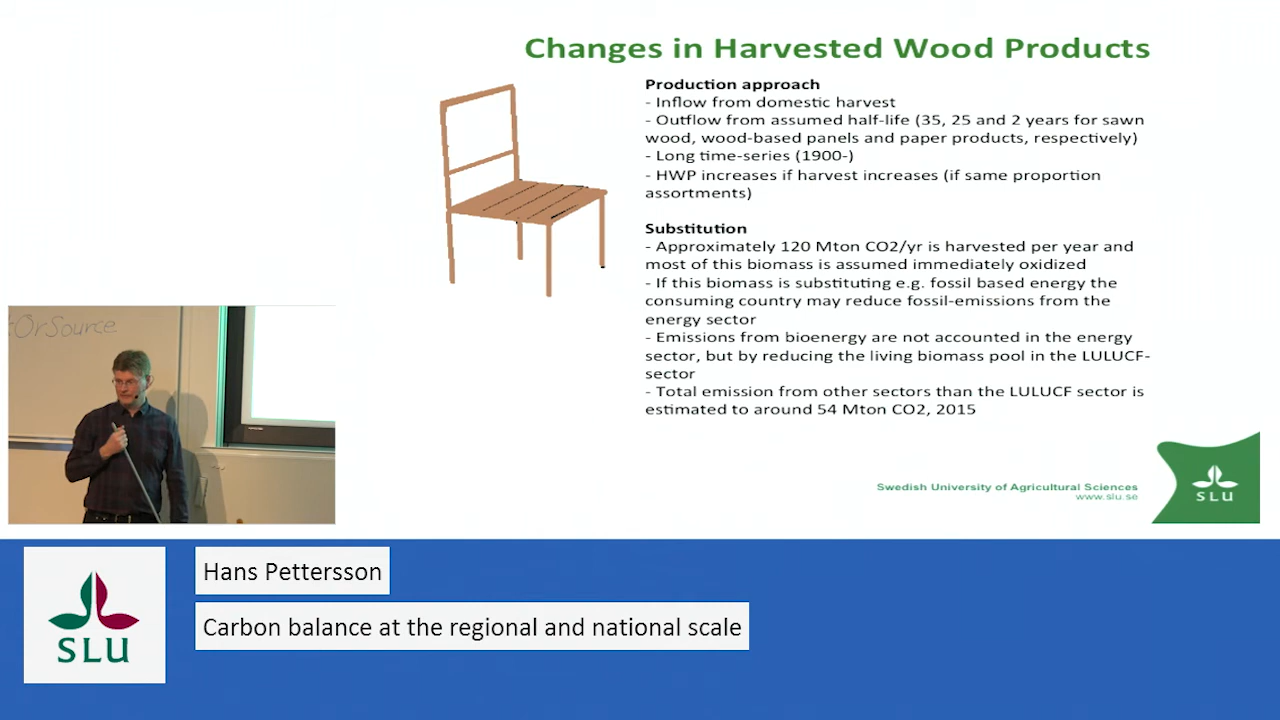 Changes in Harvested Wood Products
Production approach
- Inflow from domestic harvest
- Outflow from assumed half-life (35, 25 and 2 years for sawn
wood, wood-based panels and paper products, respectively)
- Long time-series (1900-)
- HWP increases if harvest increases (if same proportion
assortments)
Substitution
- Approximately 120 Mton CO2/yr is harvested per year and
most of this biomass is assumed immediately oxidized
- If this biomass is substituting e.g. fossil based energy the
consuming country may reduce fossil-emissions from the
energy sector
- Emissions from bioenergy are not accounted in the energy
sector, but by reducing the living biomass pool in the LULUCF-
sector
- Total emission from other sectors than the LULUCF sector is
estimated to around 54 Mton CO2, 2015
OrSource
Swedish University of Agricultural Sciences
www.slu.se
SLU
SLU
Hans Pettersson
Carbon balance at the regional and national scale